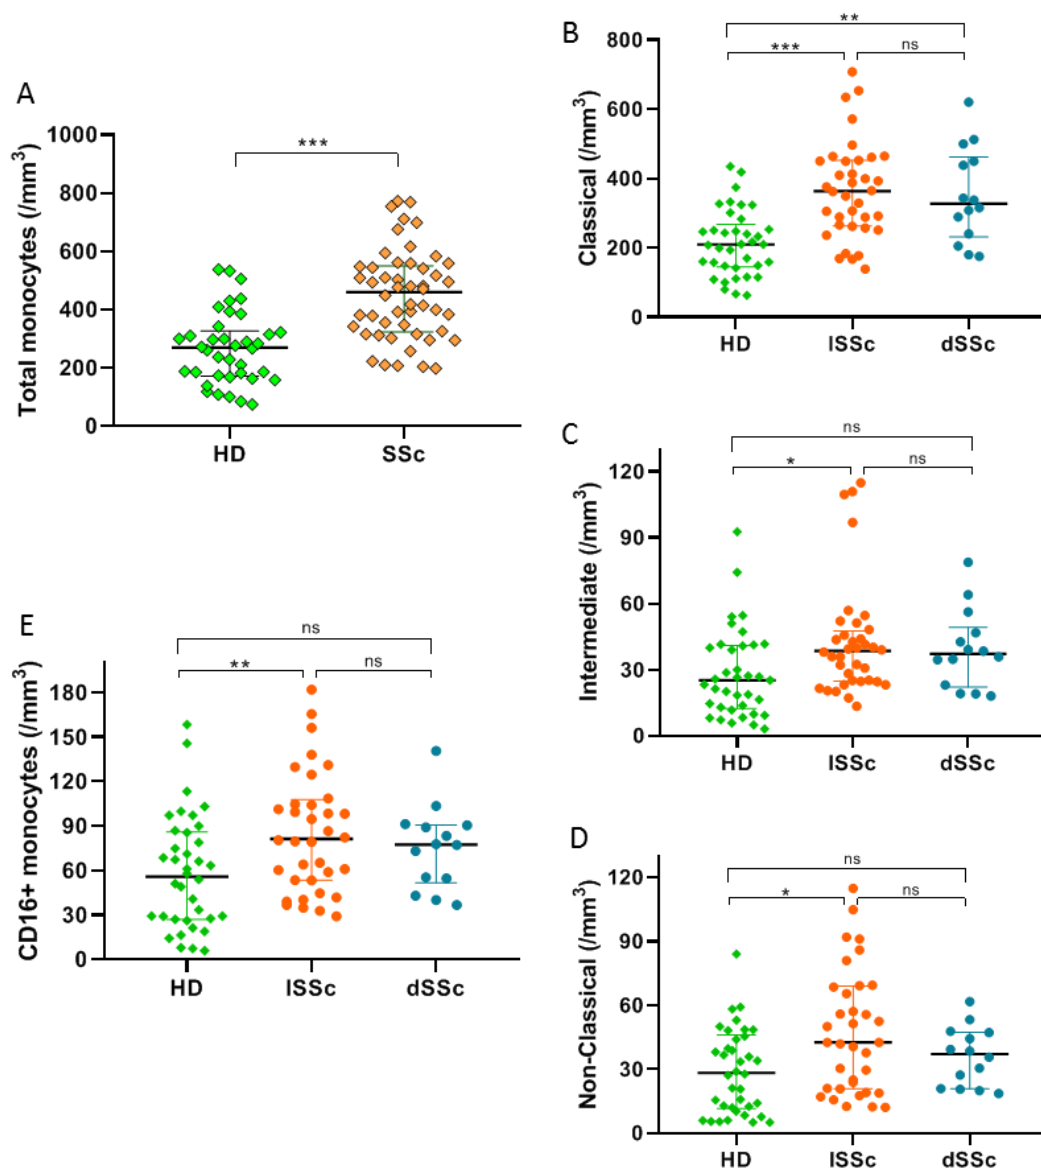 A
Total monocytes (/mm³)
1000
800
600
400
200
0
***
HD
SSc
B
Classical (/mm³)
800
600
400
200
0
**
***
ns
HD
lSSc
dSSc
C
Intermediate (/mm³)
120
90
60
30
0
ns
*
ns
HD
lSSc
dSSc
E
CD16+ monocytes (/mm³)
180
150
120
90
60
30
0
ns
**
ns
HD
lSSc
dSSc
D
Non-Classical (/mm³)
120
90
60
30
0
ns
*
ns
HD
lSSc
dSSc